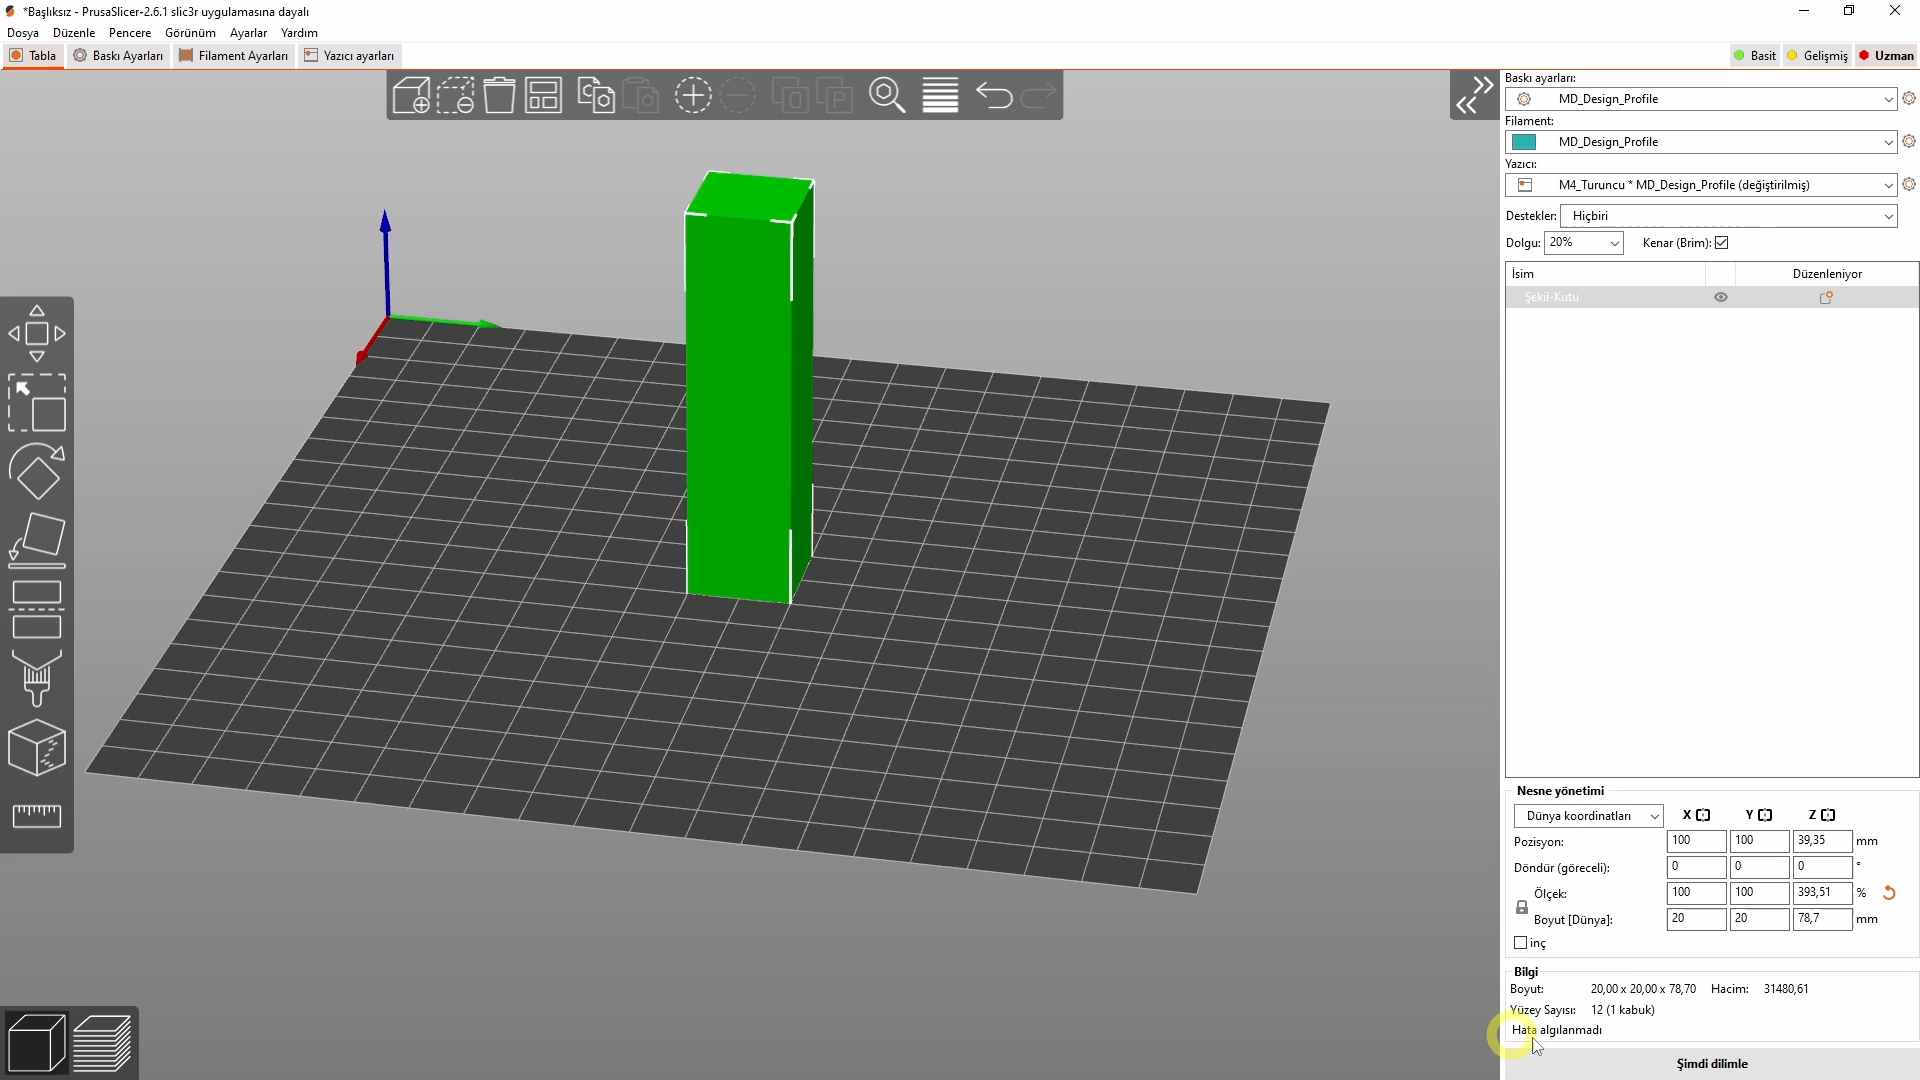 *Başlıksız - PrusaSlicer-2.6.1 slic3r uygulamasına dayalı
Dosya Düzenle Pencere Görünüm Ayarlar Yardım
Tabla Baskı Ayarları Filament Ayarları Yazıcı ayarları Basit Gelişmiş Uzman
Baskı ayarları:
MD_Design_Profile
Filament:
MD_Design_Profile
Yazıcı:
M4_Turuncu * MD_Design_Profile (değiştirilmiş)
Destekler: Hiçbiri
Dolgu: 20% Kenar (Brim):
İsim Düzenleniyor
Şekil-Kutu
Nesne yönetimi
Dünya koordinatları X Y Z
Pozisyon: 100 100 39,35 mm
Döndür (göreceli): 0 0 0 °
Ölçek: 100 100 393,51 %
Boyut [Dünya]: 20 20 78,7 mm
inç
Bilgi
Boyut: 20,00 x 20,00 x 78,70 Hacim: 31480,61
Yüzey Sayısı: 12 (1 kabuk)
Hata algılanmadı
Şimdi dilimle